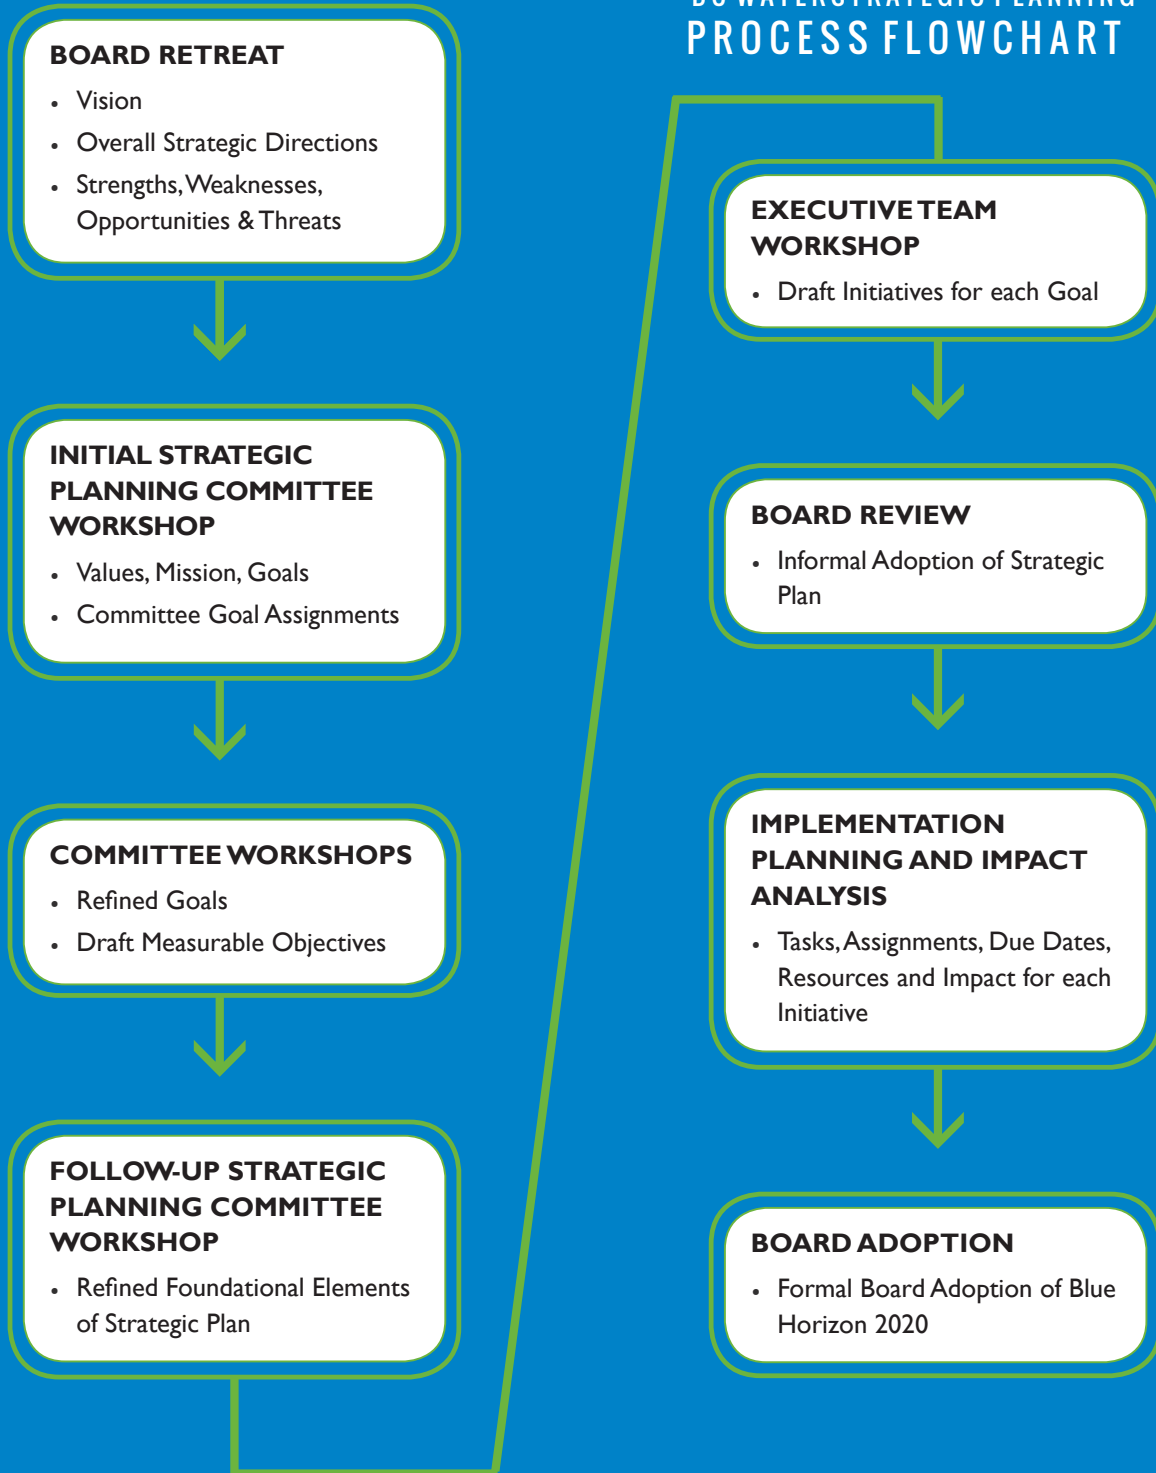 DC WATER STRATEGIC PLANNING
PROCESS FLOWCHART
BOARD RETREAT
• Vision
• Overall Strategic Directions
• Strengths, Weaknesses,
Opportunities & Threats
INITIAL STRATEGIC
PLANNING COMMITTEE
WORKSHOP
• Values, Mission, Goals
• Committee Goal Assignments
COMMITTEE WORKSHOPS
• Refined Goals
• Draft Measurable Objectives
FOLLOW-UP STRATEGIC
PLANNING COMMITTEE
WORKSHOP
• Refined Foundational Elements
of Strategic Plan
EXECUTIVE TEAM
WORKSHOP
• Draft Initiatives for each Goal
BOARD REVIEW
• Informal Adoption of Strategic
Plan
IMPLEMENTATION
PLANNING AND IMPACT
ANALYSIS
• Tasks, Assignments, Due Dates,
Resources and Impact for each
Initiative
BOARD ADOPTION
• Formal Board Adoption of Blue
Horizon 2020